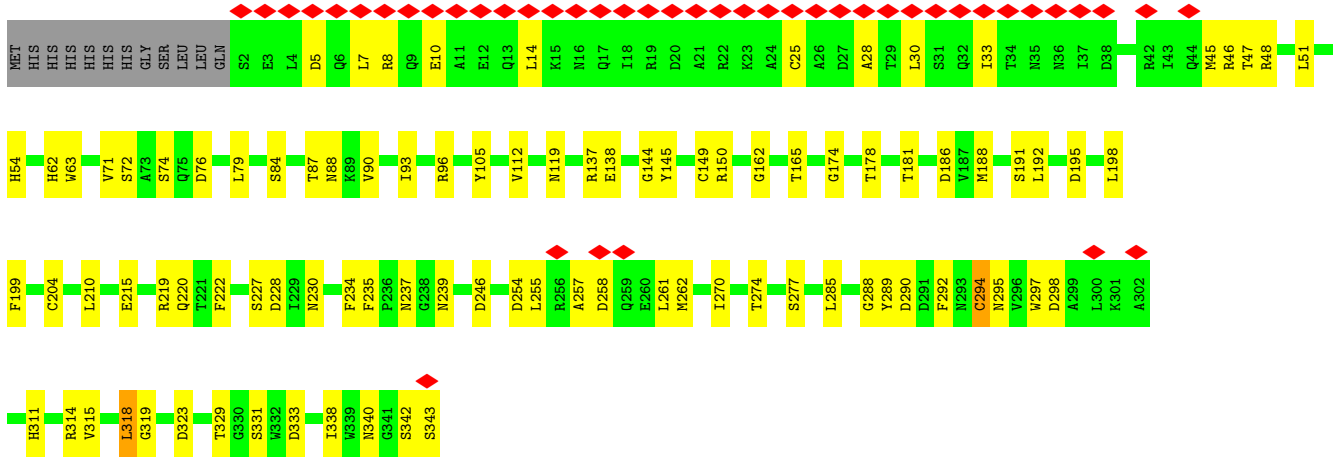 MET HIS HIS HIS HIS HIS HIS GLY SER LEU LEU GLN S2 E3 L4 D5 Q6 L7 R8 Q9 E10 A11 E12 Q13 L14 K15 N16 Q17 I18 R19 D20 A21 R22 K23 A24 C25 A26 D27 A28 T29 L30 S31 Q32 I33 T34 N35 N36 I37 D38 R42 I43 Q44 M45 R46 T47 R48 L51
H54 H62 W63 V71 S72 A73 S74 Q75 D76 L79 S84 T87 N88 K89 V90 I93 R96 Y105 V112 N119 R137 E138 G144 Y145 C149 R150 G162 T165 G174 T178 T181 D186 V187 M188 S191 L192 D195 L198
F199 C204 L210 E215 R219 Q220 T221 F222 S227 D228 I229 N230 F234 F235 P236 N237 G238 N239 D246 D254 L255 R256 A257 D258 Q259 E260 L261 M262 I270 T274 S277 L285 G288 Y289 D290 D291 F292 N293 C294 N295 V296 W297 D298 A299 L300 K301 A302
H311 R314 V315 L318 G319 D323 T329 G330 S331 W332 D333 I338 W339 N340 G341 S342 S343